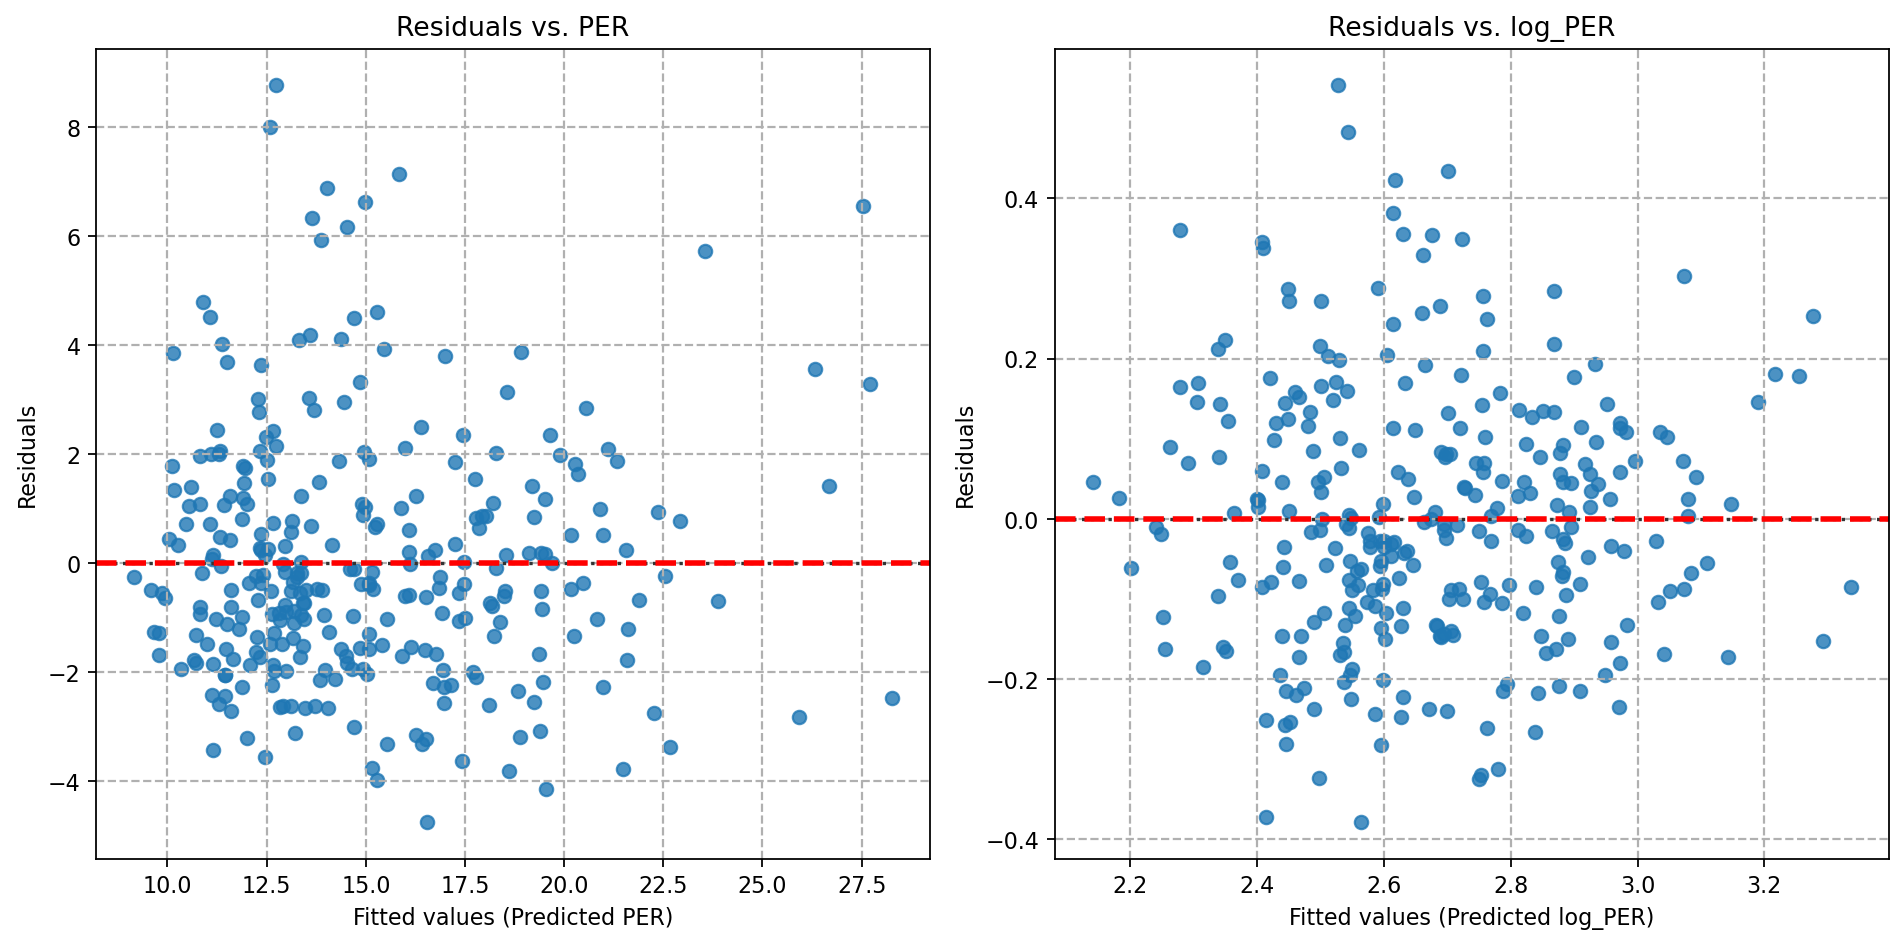 Residuals vs. PER
Residuals
8
6
4
2
0
−2
−4
10.0 12.5 15.0 17.5 20.0 22.5 25.0 27.5
Fitted values (Predicted PER)
Residuals vs. log_PER
Residuals
0.4
0.2
0.0
−0.2
−0.4
2.2 2.4 2.6 2.8 3.0 3.2
Fitted values (Predicted log_PER)